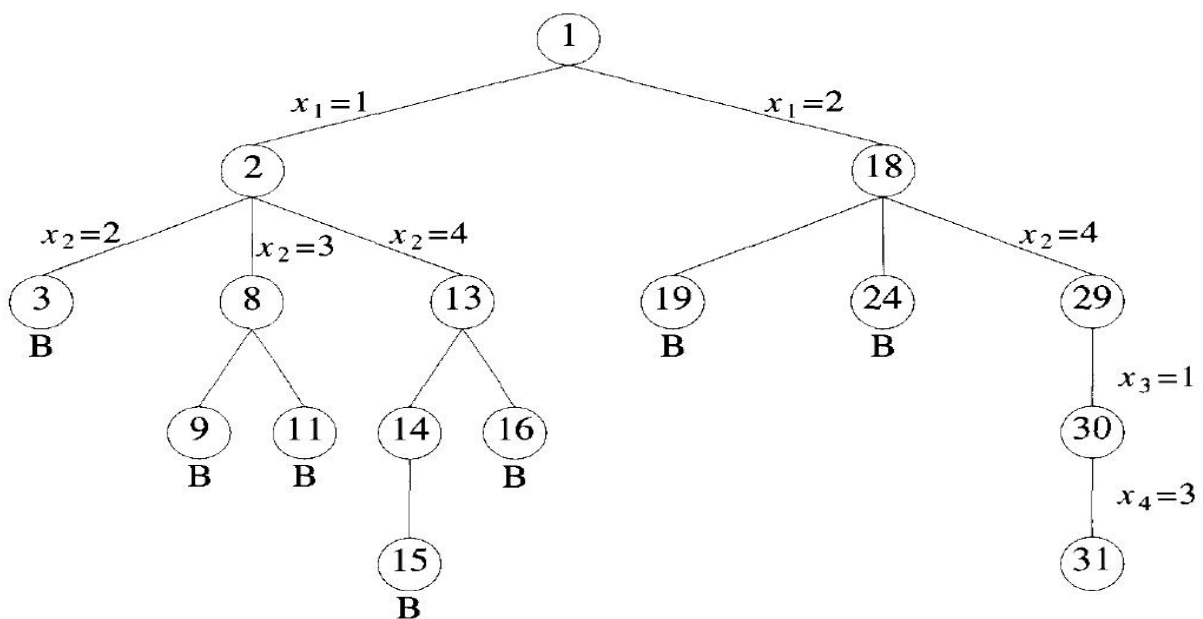 1
x₁=1 x₁=2
2 18
x₂=2 x₂=3 x₂=4 x₂=4
3 8 13 19 24 29
B B B
x₃=1
9 11 14 16 30
B B B
x₄=3
15 31
B